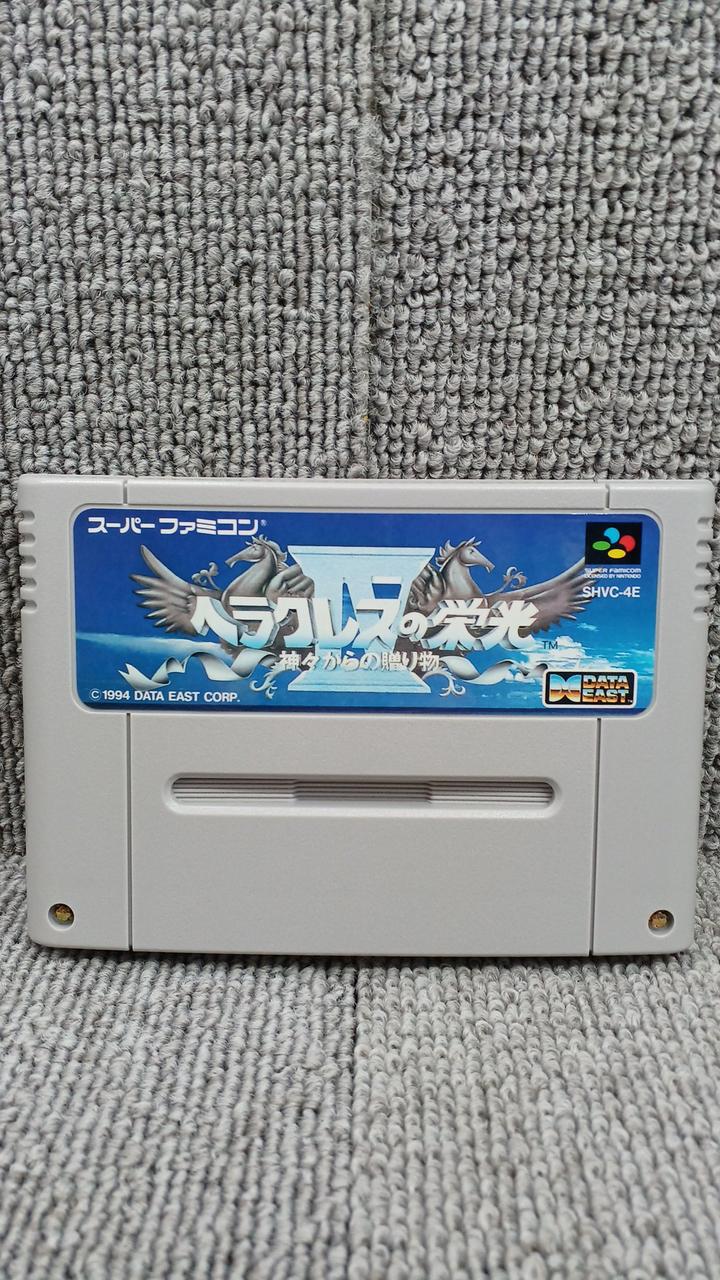 スーパーファミコン®
SUPER FAMICOM
LICENSED BY NINTENDO
SHVC-4E
IV
ヘラクレスの栄光
TM
神々からの贈り物
© 1994 DATA EAST CORP.
DATA
EAST